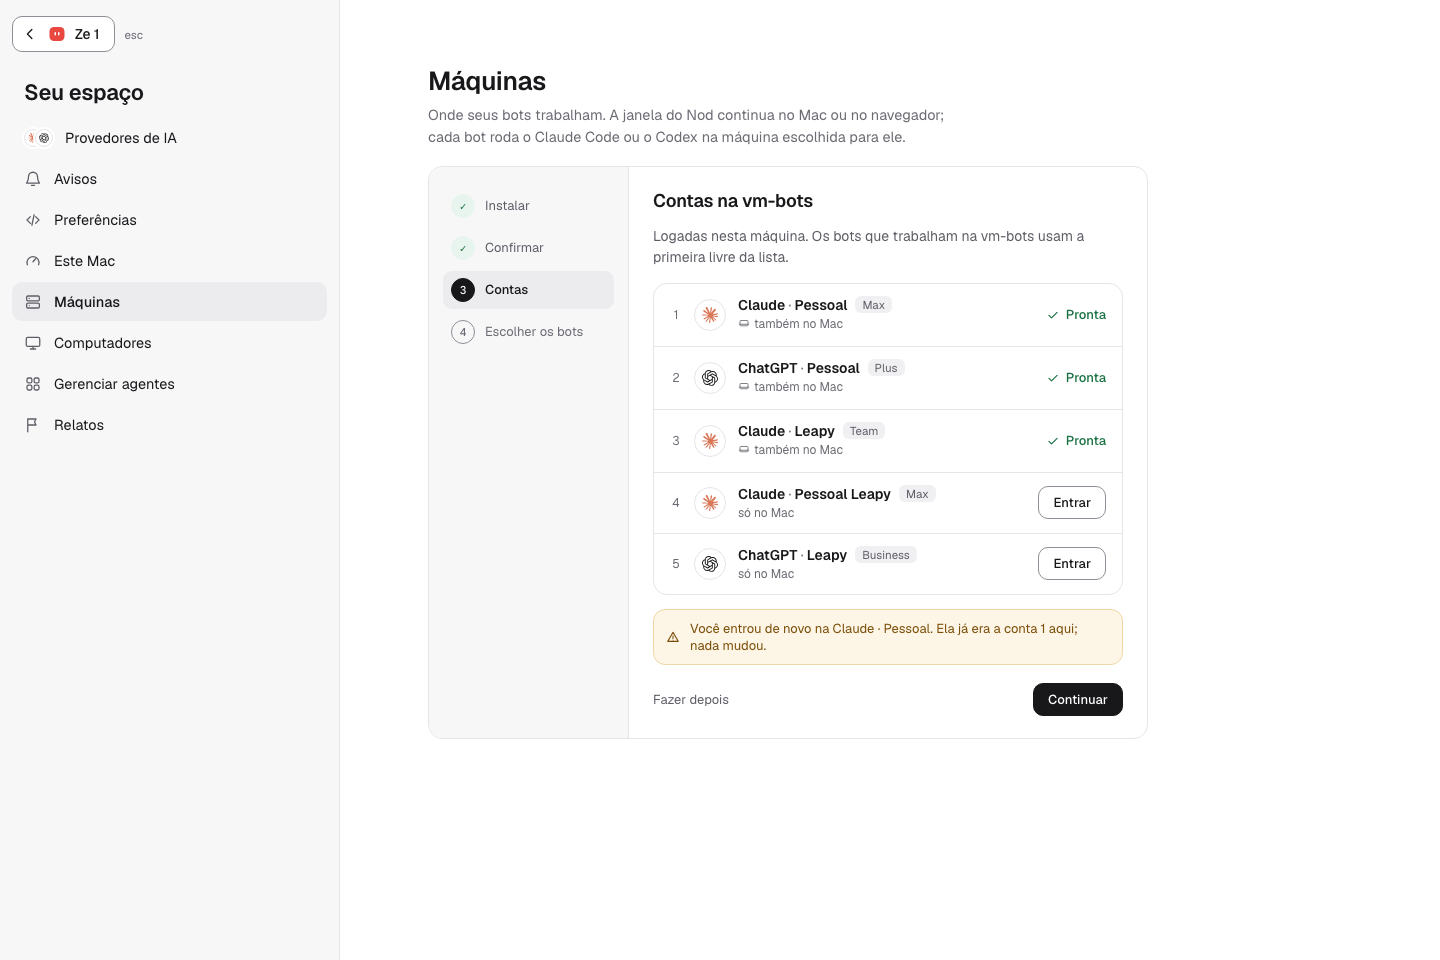 Ze 1
esc
Seu espaço
Provedores de IA
Avisos
Preferências
Este Mac
Máquinas
Computadores
Gerenciar agentes
Relatos
Máquinas
Onde seus bots trabalham. A janela do Nod continua no Mac ou no navegador;
cada bot roda o Claude Code ou o Codex na máquina escolhida para ele.
✓ Instalar
✓ Confirmar
3 Contas
4 Escolher os bots
Contas na vm-bots
Logadas nesta máquina. Os bots que trabalham na vm-bots usam a
primeira livre da lista.
1 Claude · Pessoal Max
também no Mac
✓ Pronta
2 ChatGPT · Pessoal Plus
também no Mac
✓ Pronta
3 Claude · Leapy Team
também no Mac
✓ Pronta
4 Claude · Pessoal Leapy Max
só no Mac
Entrar
5 ChatGPT · Leapy Business
só no Mac
Entrar
Você entrou de novo na Claude · Pessoal. Ela já era a conta 1 aqui;
nada mudou.
Fazer depois
Continuar